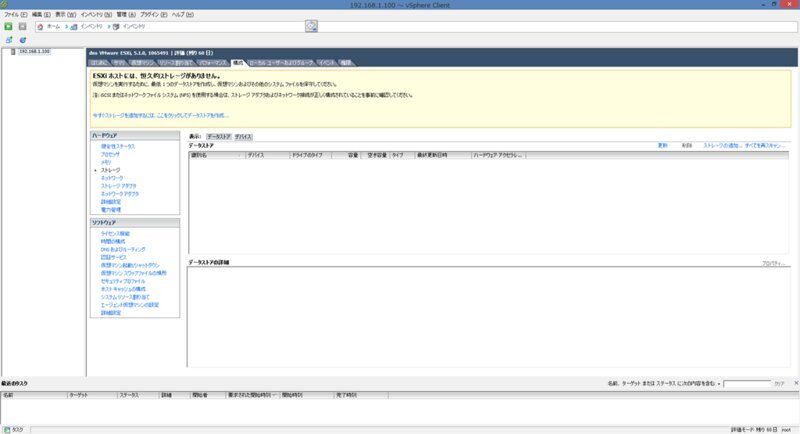 192.168.1.100 - vSphere Client
ファイル(F) 編集(E) 表示(W) インベントリ(N) 管理(A) プラグイン(P) ヘルプ(H)
ホーム インベントリ インベントリ
192.168.1.100
VMware ESXi, 5.1.0, 1065491 | 評価 (残り 60 日)
はじめに サマリ 仮想マシン リソース割り当て パフォーマンス 構成 ローカル ユーザーおよびグループ イベント 権限
ESXi ホストには、恒久的ストレージがありません。
仮想マシンを実行するために、最低 1 つのデータストアを作成し、仮想マシンおよびその他のシステム ファイルを保守してください。
注: iSCSI またはネットワーク ファイル システム (NFS) を使用する場合は、ストレージ アダプタおよびネットワーク接続が正しく構成されていることを事前に確認してください。
今すぐストレージを追加するには、ここをクリックしてデータストアを作成...
ハードウェア
健全性ステータス
プロセッサ
メモリ
ストレージ
ネットワーク
ストレージ アダプタ
ネットワーク アダプタ
詳細設定
電力管理
ソフトウェア
ライセンス機能
時間の構成
DNS およびルーティング
認証サービス
仮想マシン起動/シャットダウン
仮想マシン スワップファイルの場所
セキュリティ プロファイル
ホスト キャッシュの構成
システム リソース割り当て
エージェント仮想マシンの設定
詳細設定
表示: データストア デバイス
データストア 更新 削除 ストレージの追加... すべてを再スキャン...
識別名 デバイス ドライブのタイプ 容量 空き容量 タイプ 最終更新日時 ハードウェア アクセラレ...
データストアの詳細 プロパティ...
最近のタスク 名前、ターゲット または ステータス に次の内容を含む: クリア
名前 ターゲット ステータス 詳細 開始者 要求された開始時刻 開始時刻 完了時刻
タスク 評価モード: 残り 60 日 root